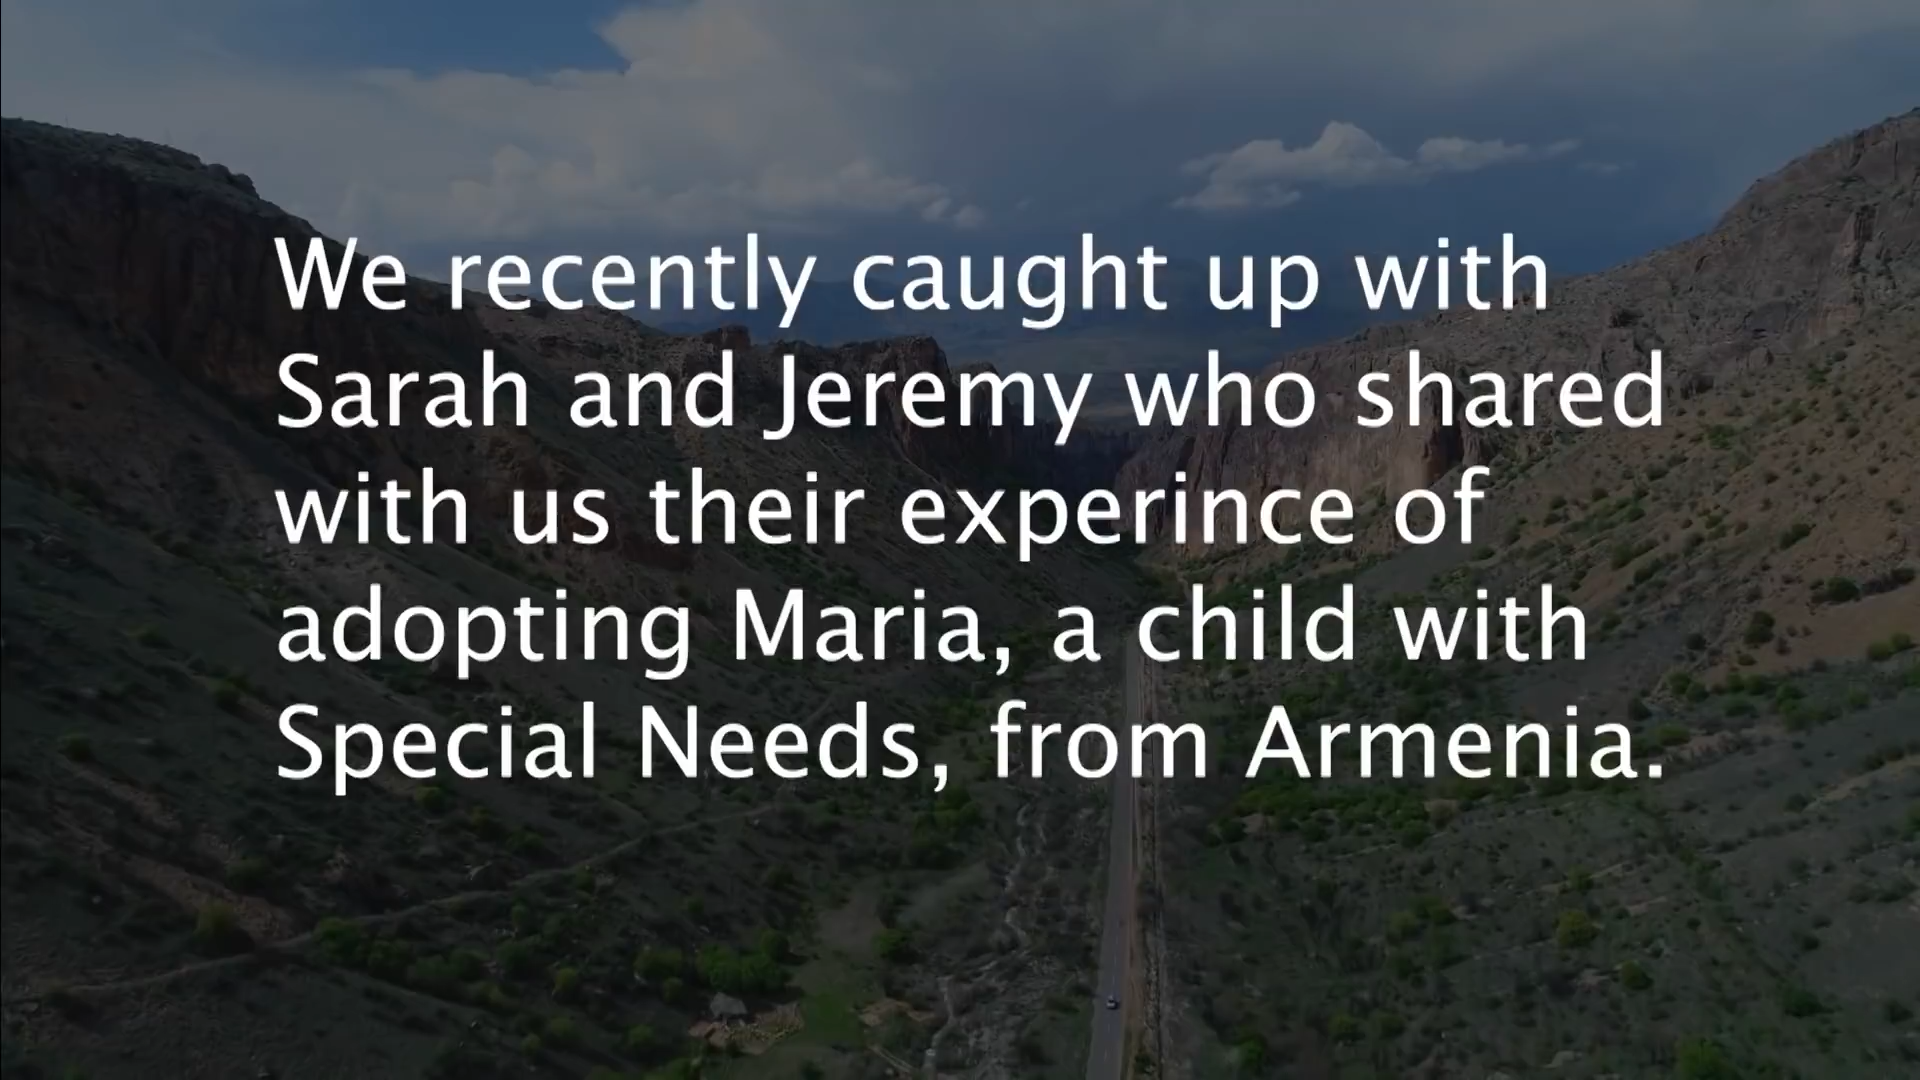 We recently caught up with
Sarah and Jeremy who shared
with us their experince of
adopting Maria, a child with
Special Needs, from Armenia.